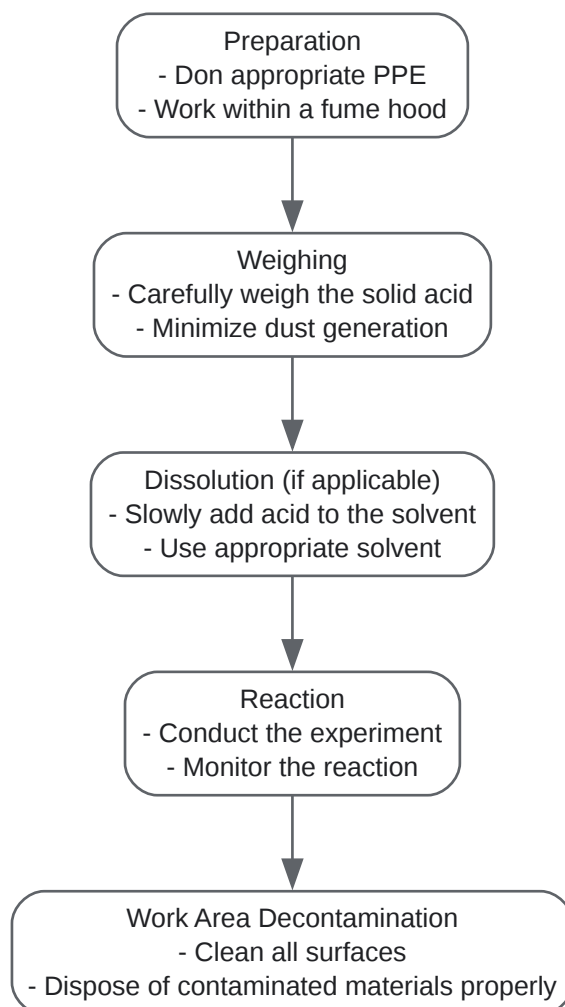 Preparation
- Don appropriate PPE
- Work within a fume hood
Weighing
- Carefully weigh the solid acid
- Minimize dust generation
Dissolution (if applicable)
- Slowly add acid to the solvent
- Use appropriate solvent
Reaction
- Conduct the experiment
- Monitor the reaction
Work Area Decontamination
- Clean all surfaces
- Dispose of contaminated materials properly